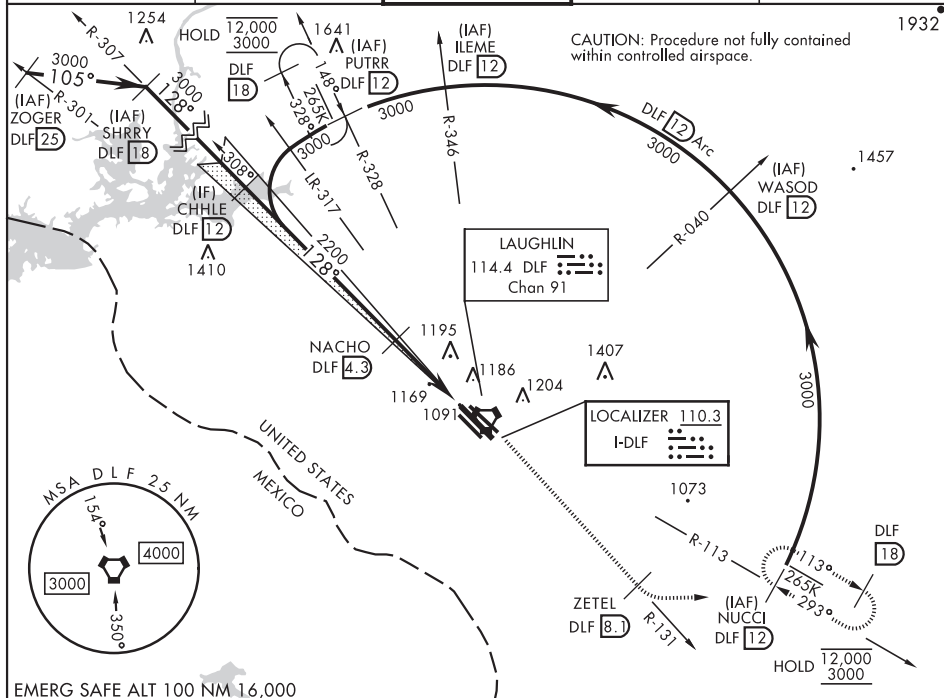 1254
R-307
HOLD
12,000
3000
1641
(IAF)
PUTRR
DLF 12
(IAF)
ILEME
DLF 12
CAUTION: Procedure not fully contained
within controlled airspace.
1932
DLF
18
3000
105°
R-301
(IAF)
ZOGER
DLF 25
(IAF)
SHRRY
DLF 18
3000
128°
148°
265K
328°
3000
3000
R-328
R-346
DLF 12 Arc
3000
1457
(IAF)
WASOD
DLF 12
R-040
308°
LR-317
(IF)
CHHLE
DLF 12
1410
2200
128°
LAUGHLIN
114.4 DLF
Chan 91
NACHO
DLF 4.3
1195
1186
1169
1091
1204
1407
3000
LOCALIZER 110.3
I-DLF
UNITED STATES
MEXICO
1073
MSA DLF 25 NM
154°
3000
4000
350°
R-113
DLF
18
113°
265K
293°
ZETEL
DLF 8.1
R-131
(IAF)
NUCCI
DLF 12
HOLD
12,000
3000
EMERG SAFE ALT 100 NM 16,000